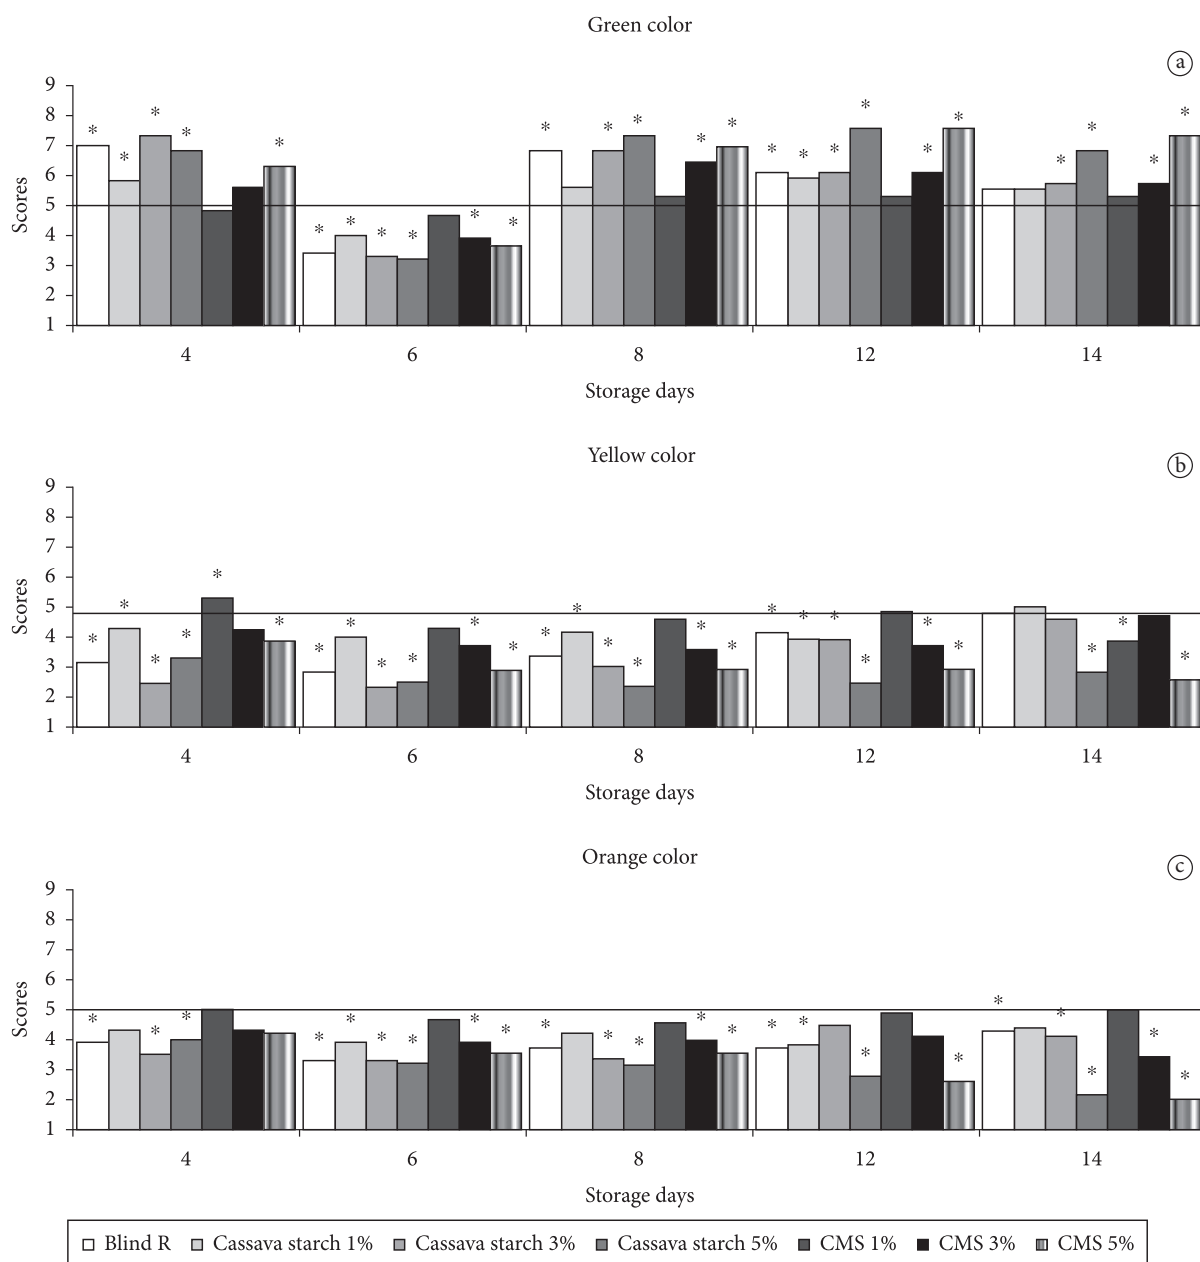 Green color
a
9
8
7
6
5
4
3
2
1
Scores
* * * * * * * * * * * * * * * * * * * * * * * * * *
4 6 8 12 14
Storage days
Yellow color
b
9
8
7
6
5
4
3
2
1
Scores
* * * * * * * * * * * * * * * * * * * * * * * * * * * *
4 6 8 12 14
Storage days
Orange color
c
9
8
7
6
5
4
3
2
1
Scores
* * * * * * * * * * * * * * * * * * * * * * *
4 6 8 12 14
Storage days
Blind R Cassava starch 1% Cassava starch 3% Cassava starch 5% CMS 1% CMS 3% CMS 5%